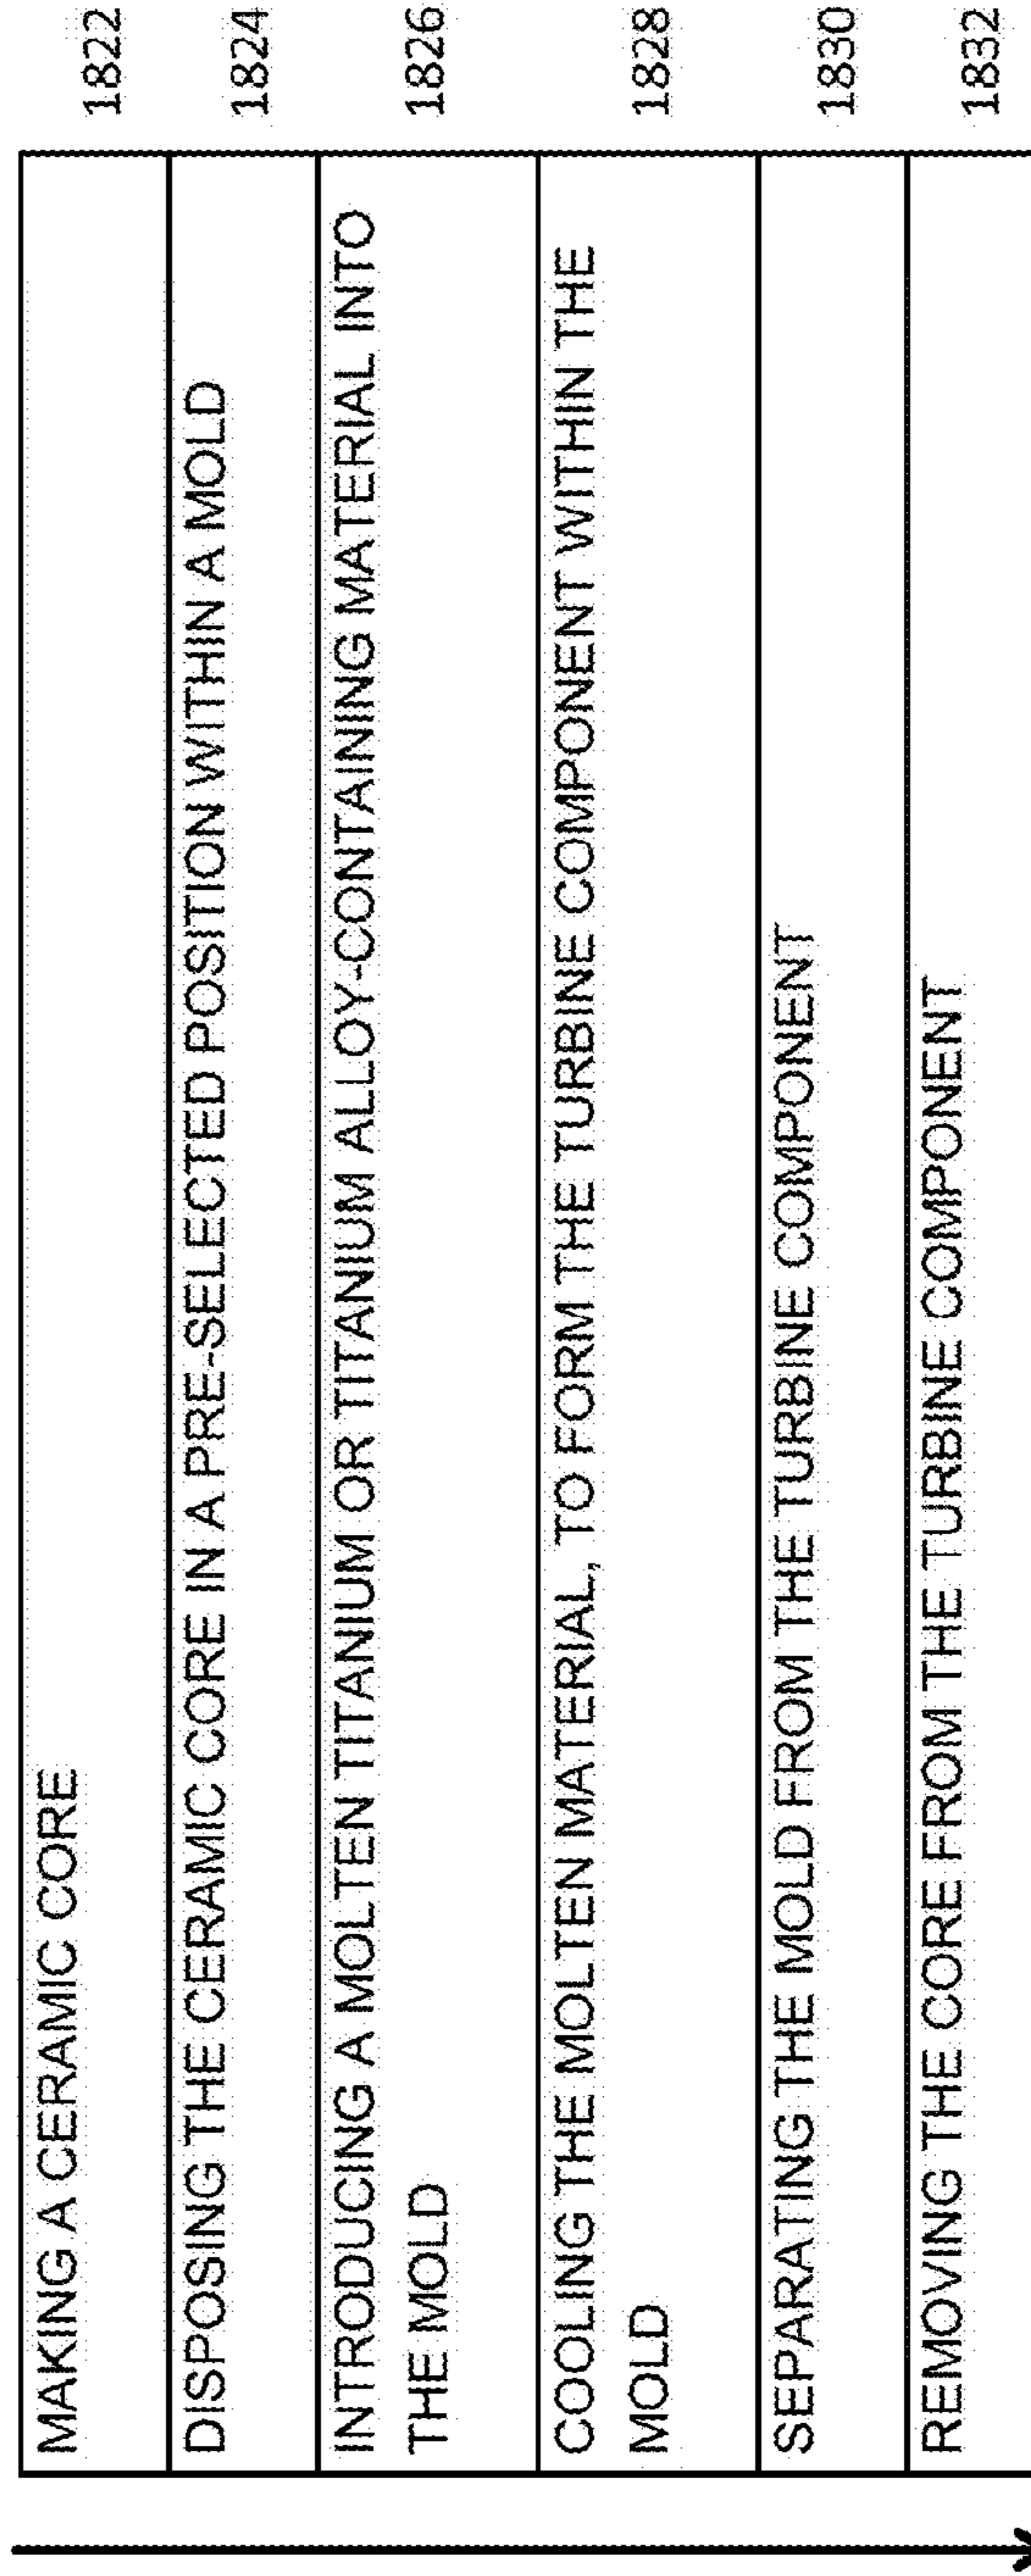 MAKING A CERAMIC CORE 1822
DISPOSING THE CERAMIC CORE IN A PRE-SELECTED POSITION WITHIN A MOLD 1824
INTRODUCING A MOLTEN TITANIUM OR TITANIUM ALLOY-CONTAINING MATERIAL INTO
THE MOLD 1826
COOLING THE MOLTEN MATERIAL, TO FORM THE TURBINE COMPONENT WITHIN THE
MOLD 1828
SEPARATING THE MOLD FROM THE TURBINE COMPONENT 1830
REMOVING THE CORE FROM THE TURBINE COMPONENT 1832